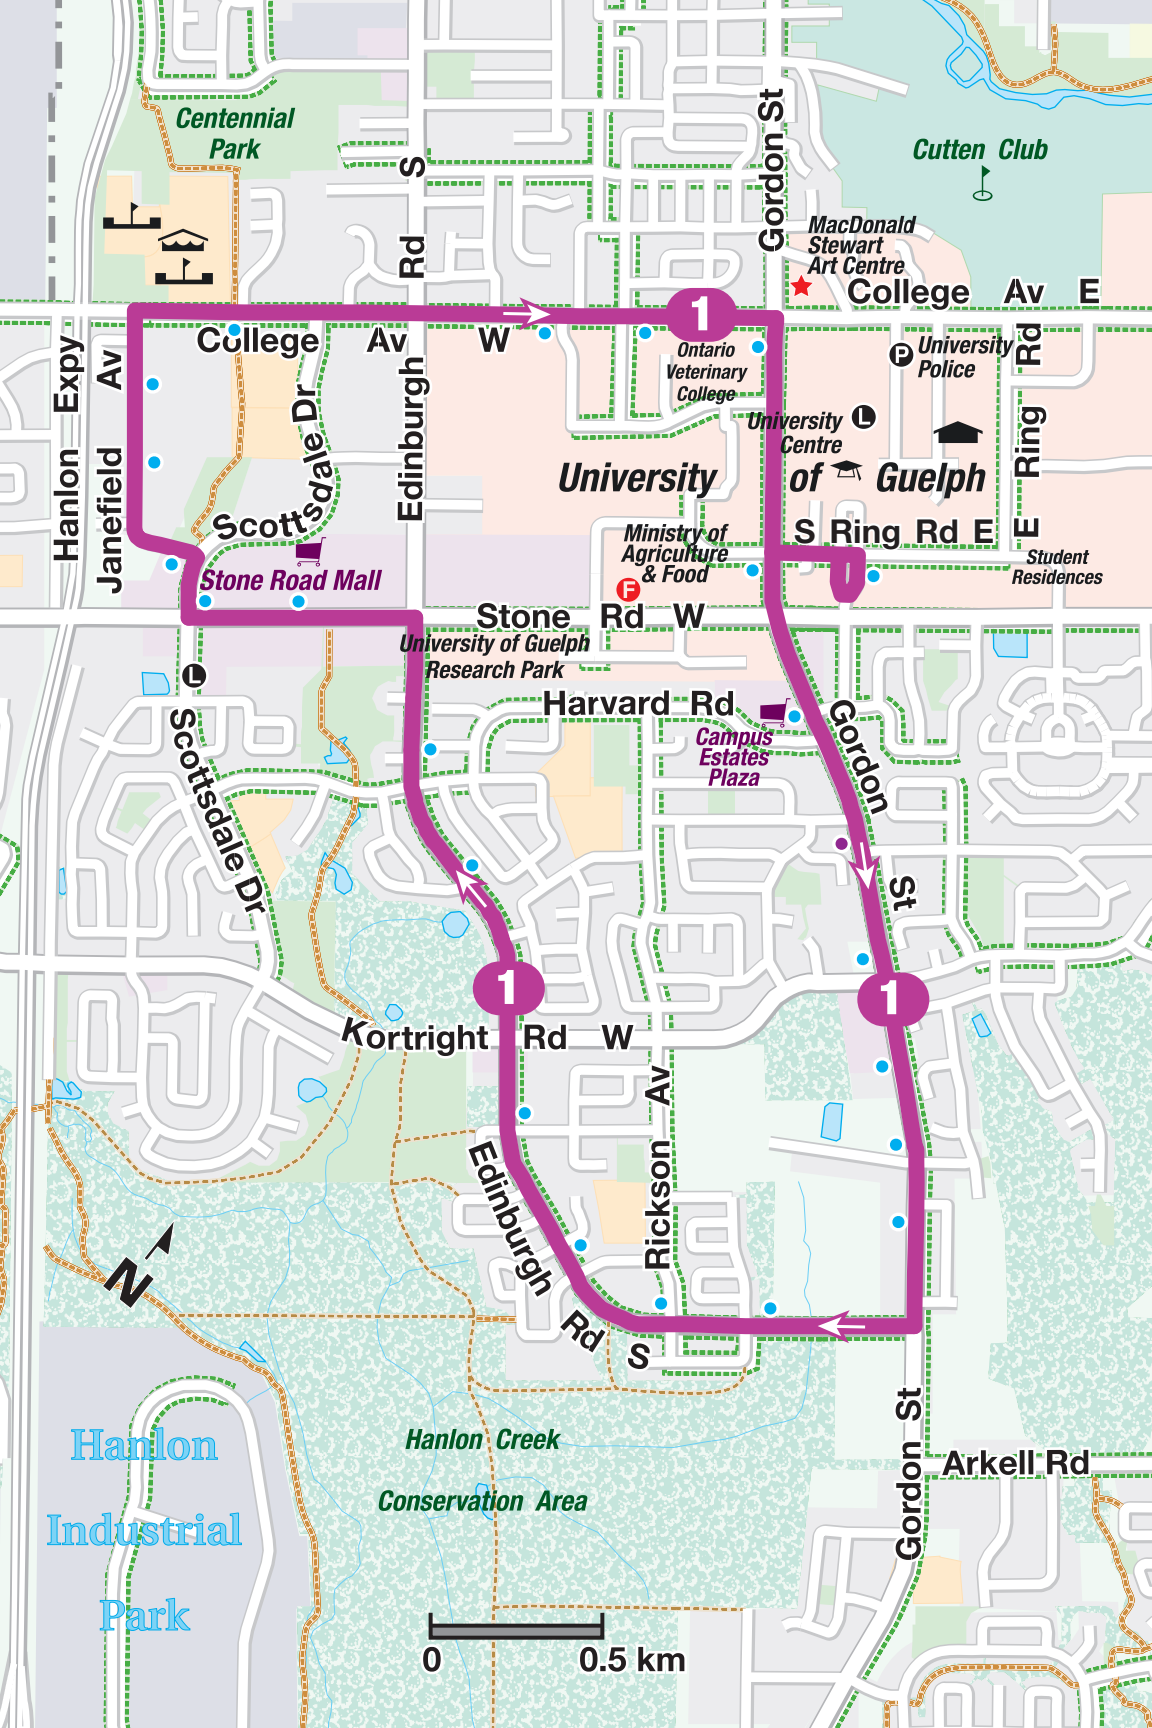 Centennial
Park
S
Gordon St
Cutten Club
MacDonald
Stewart
Art Centre
Rd
College Av E
1
College Av W
Ontario
Veterinary
College
P
University
Police
Ring Rd E
Hanlon Expy
Janefield Av
Scottsdale Dr
Edinburgh
University
Centre
L
University of Guelph
S Ring Rd E
Ministry of
Agriculture
& Food
F
Student
Residences
Stone Road Mall
Stone Rd W
University of Guelph
Research Park
L
Harvard Rd
Campus
Estates
Plaza
Scottsdale Dr
Gordon St
1
1
Kortright Rd W
Rickson Av
Edinburgh Rd S
N
Gordon St
Arkell Rd
Hanlon Creek
Conservation Area
Hanlon
Industrial
Park
0 0.5 km